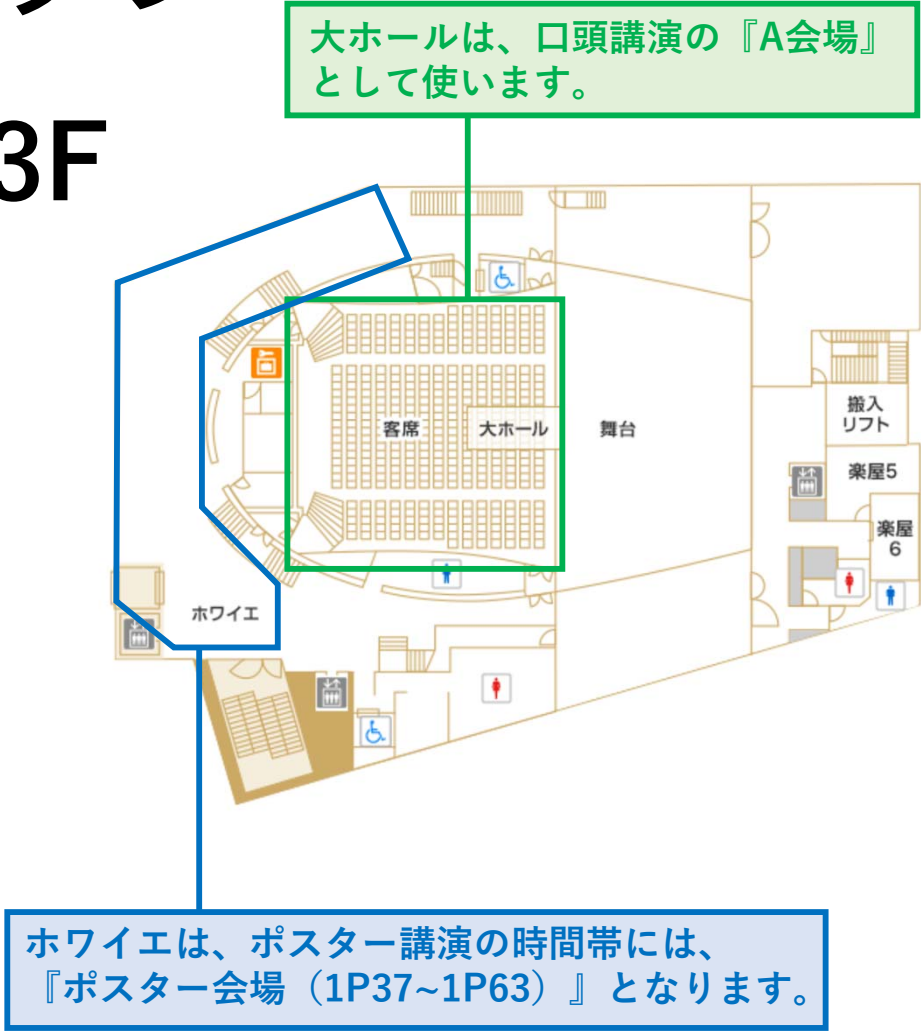 大ホールは、口頭講演の『A会場』
として使います。
3F
客席
大ホール
舞台
搬入
リフト
楽屋5
楽屋
6
ホワイエ
ホワイエは、ポスター講演の時間帯には、
『ポスター会場（1P37~1P63）』となります。